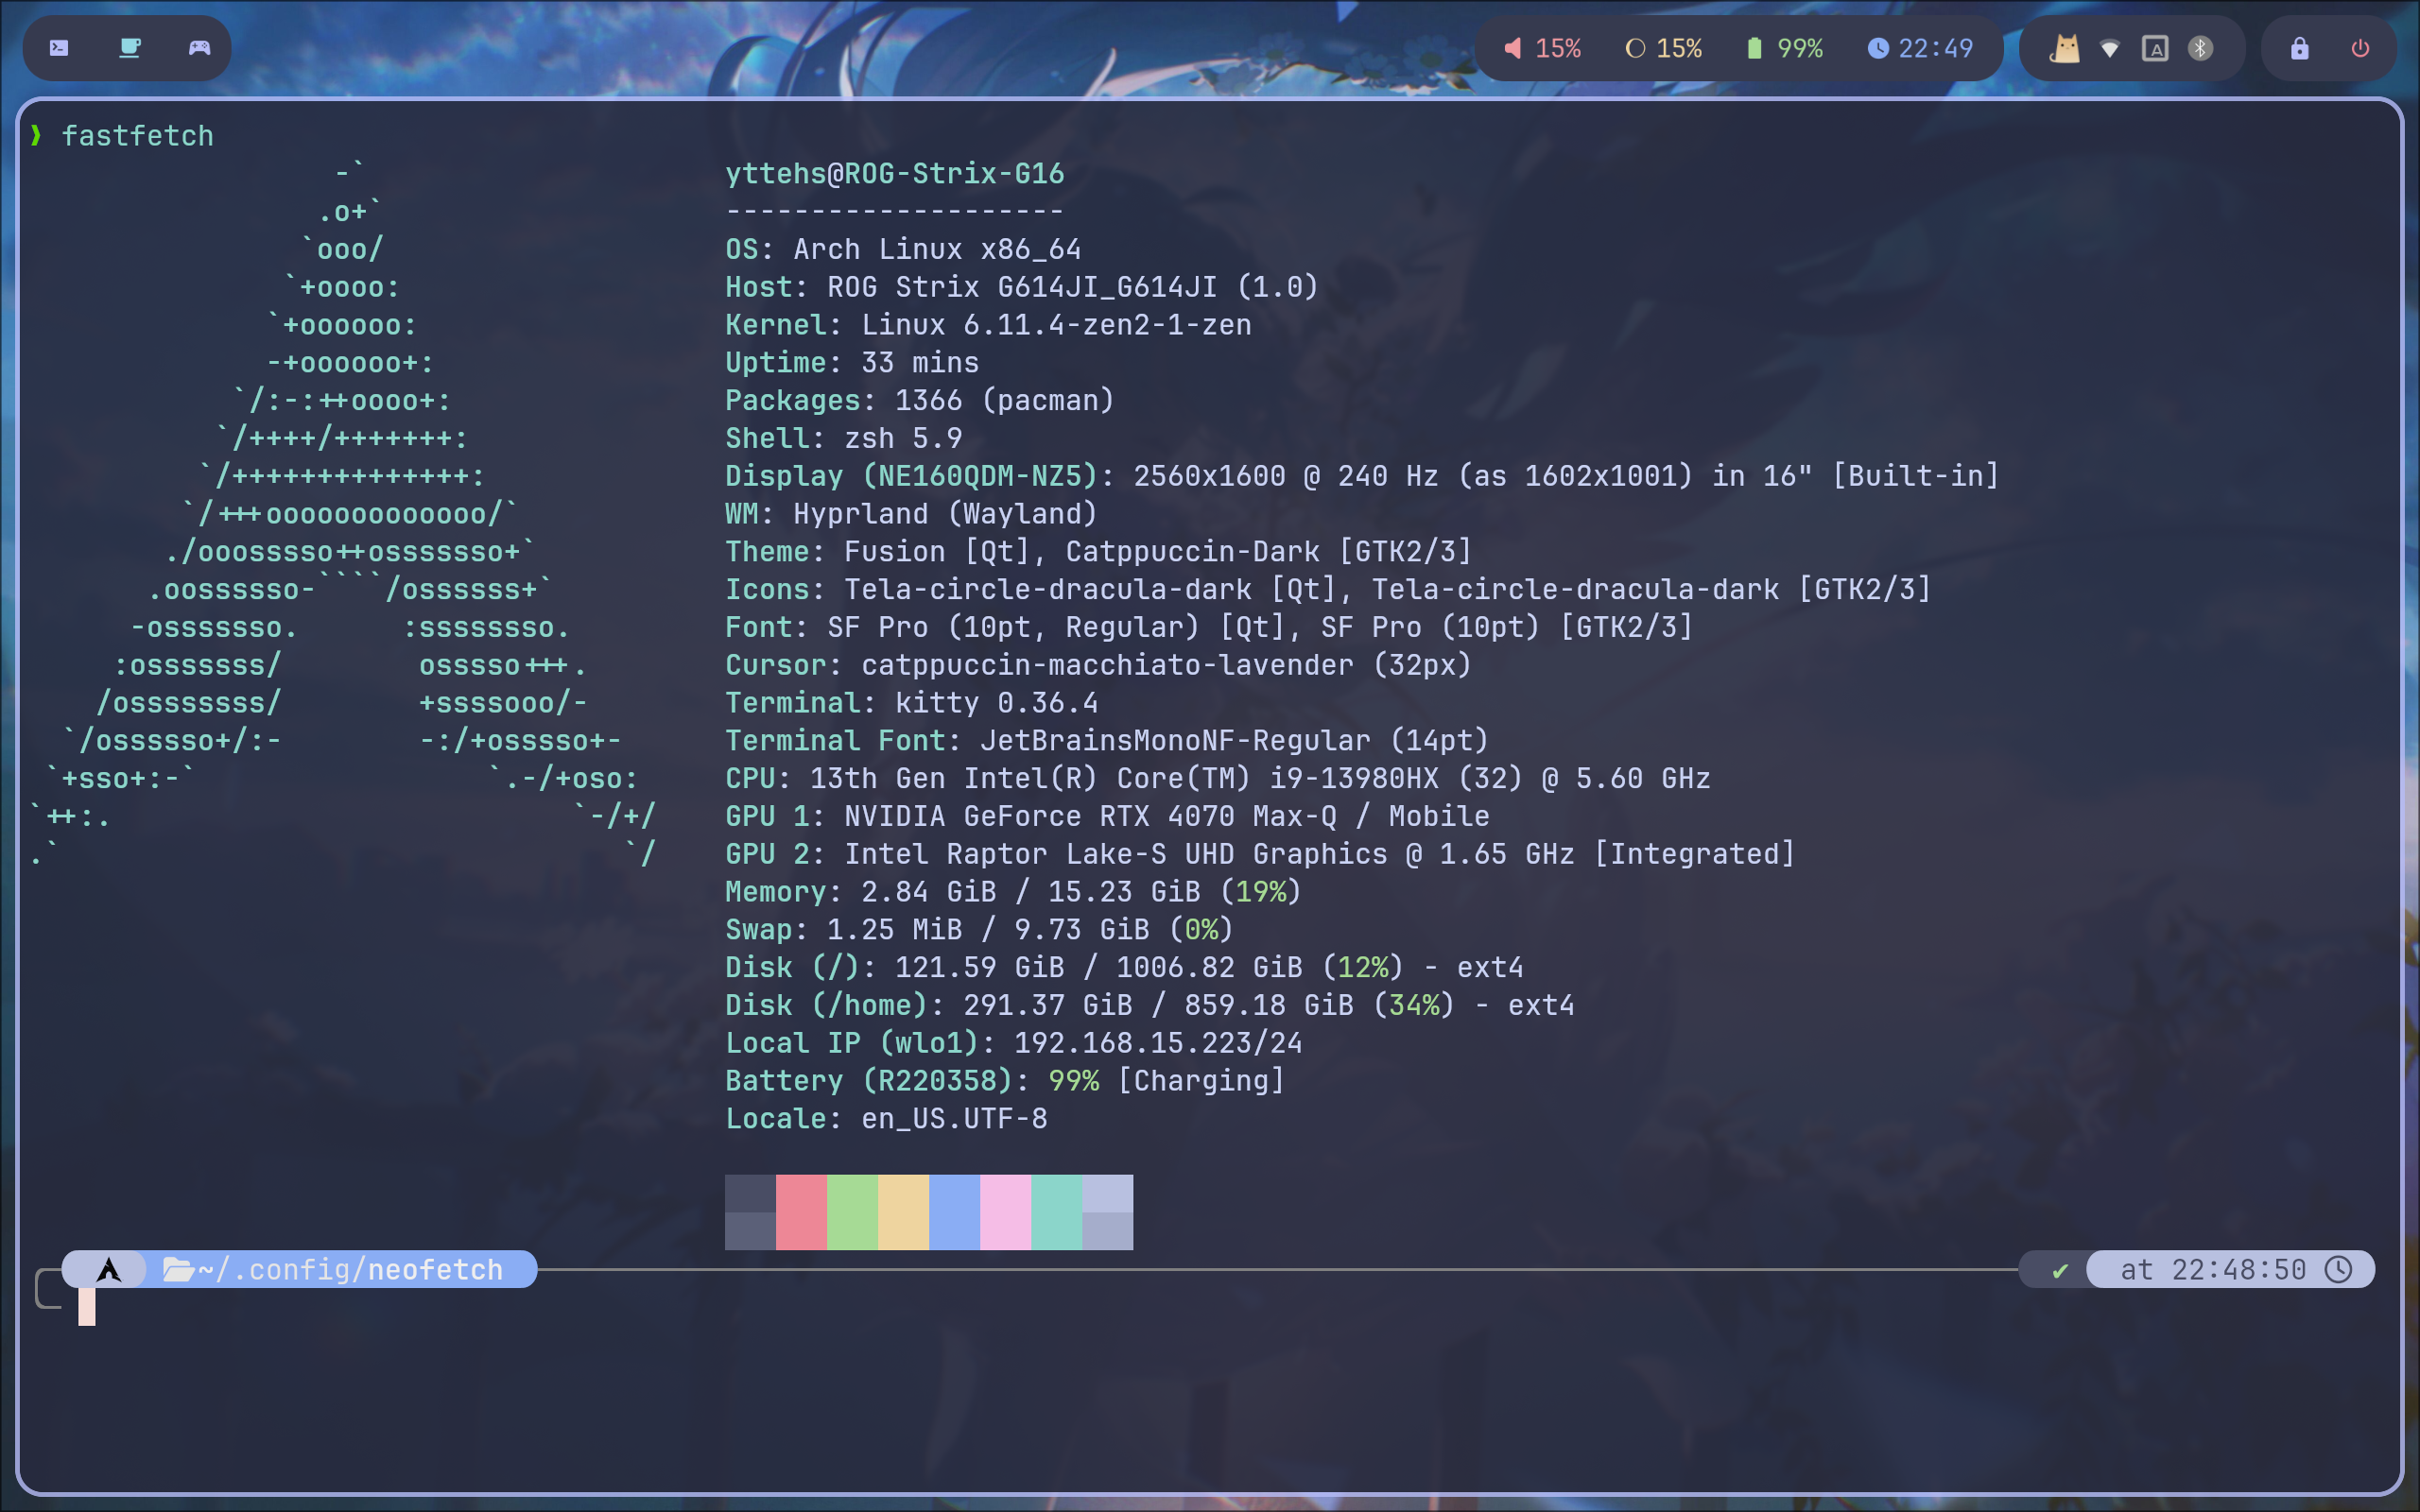 15% 15% 99% 22:49 A
❱ fastfetch
-`
.o+`
`ooo/
`+oooo:
`+oooooo:
-+oooooo+:
`/:-:++oooo+:
`/++++/+++++++:
`/++++++++++++++:
`/+++ooooooooooooo/`
./ooosssso++osssssso+`
.oossssso-````/ossssss+`
-osssssso.      :ssssssso.
:osssssss/        osssso+++.
/ossssssss/        +ssssooo/-
`/ossssso+/:-        -:/+osssso+-
`+sso+:-`                 `.-/+oso:
`++:.                           `-/+/
.`                                 `/
yttehs@ROG-Strix-G16
--------------------
OS: Arch Linux x86_64
Host: ROG Strix G614JI_G614JI (1.0)
Kernel: Linux 6.11.4-zen2-1-zen
Uptime: 33 mins
Packages: 1366 (pacman)
Shell: zsh 5.9
Display (NE160QDM-NZ5): 2560x1600 @ 240 Hz (as 1602x1001) in 16" [Built-in]
WM: Hyprland (Wayland)
Theme: Fusion [Qt], Catppuccin-Dark [GTK2/3]
Icons: Tela-circle-dracula-dark [Qt], Tela-circle-dracula-dark [GTK2/3]
Font: SF Pro (10pt, Regular) [Qt], SF Pro (10pt) [GTK2/3]
Cursor: catppuccin-macchiato-lavender (32px)
Terminal: kitty 0.36.4
Terminal Font: JetBrainsMonoNF-Regular (14pt)
CPU: 13th Gen Intel(R) Core(TM) i9-13980HX (32) @ 5.60 GHz
GPU 1: NVIDIA GeForce RTX 4070 Max-Q / Mobile
GPU 2: Intel Raptor Lake-S UHD Graphics @ 1.65 GHz [Integrated]
Memory: 2.84 GiB / 15.23 GiB (19%)
Swap: 1.25 MiB / 9.73 GiB (0%)
Disk (/): 121.59 GiB / 1006.82 GiB (12%) - ext4
Disk (/home): 291.37 GiB / 859.18 GiB (34%) - ext4
Local IP (wlo1): 192.168.15.223/24
Battery (R220358): 99% [Charging]
Locale: en_US.UTF-8
~/.config/neofetch ✔ at 22:48:50